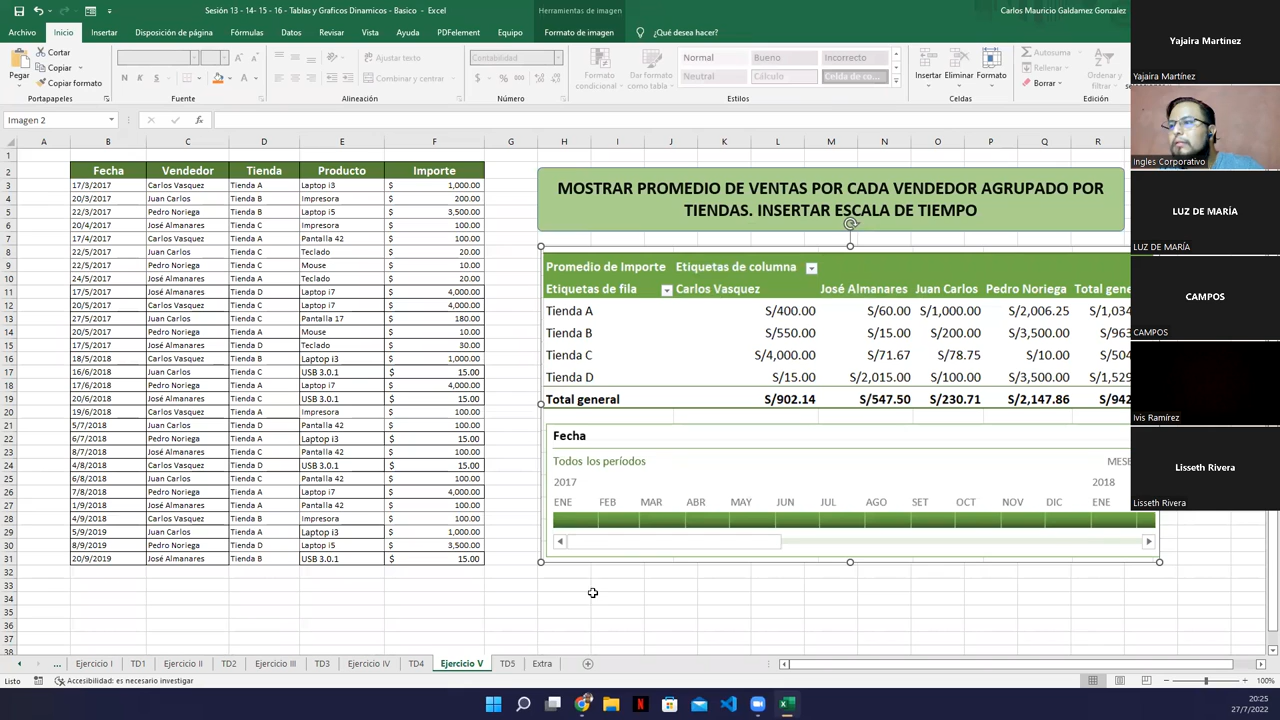 Sesión 13 - 14- 15 - 16 - Tablas y Graficos Dinamicos - Basico - Excel
Herramientas de imagen
Carlos Mauricio Galdamez Gonzalez
Archivo Inicio Insertar Disposición de página Fórmulas Datos Revisar Vista Ayuda PDFelement Equipo Formato de imagen ¿Qué desea hacer?
Pegar
Cortar
Copiar
Copiar formato
Portapapeles
N K S
Fuente
Ajustar texto
Combinar y centrar
Alineación
Contabilidad
$ % 000
Número
Formato condicional
Dar formato como tabla
Normal Bueno Incorrecto
Neutral Cálculo Celda de co...
Estilos
Insertar Eliminar Formato
Celdas
Autosuma
Borrar
Ordenar y
Edición
Imagen 2
fx
A B C D E F G H I J K L M N O P Q R
Fecha Vendedor Tienda Producto Importe
17/3/2017 Carlos Vasquez Tienda A Laptop i3 $ 1,000.00
20/3/2017 Juan Carlos Tienda B Impresora $ 200.00
22/3/2017 Pedro Noriega Tienda B Laptop i5 $ 3,500.00
20/4/2017 José Almanares Tienda C Impresora $ 100.00
17/4/2017 Carlos Vasquez Tienda A Pantalla 42 $ 100.00
22/5/2017 Juan Carlos Tienda C Teclado $ 20.00
22/5/2017 Pedro Noriega Tienda C Mouse $ 10.00
24/5/2017 José Almanares Tienda A Teclado $ 20.00
17/5/2017 José Almanares Tienda D Laptop i7 $ 4,000.00
20/5/2017 Carlos Vasquez Tienda C Laptop i7 $ 4,000.00
27/5/2017 Juan Carlos Tienda C Pantalla 17 $ 180.00
20/5/2017 Pedro Noriega Tienda A Mouse $ 10.00
17/5/2017 José Almanares Tienda D Teclado $ 30.00
18/5/2018 Carlos Vasquez Tienda B Laptop i3 $ 1,000.00
16/6/2018 Juan Carlos Tienda C USB 3.0.1 $ 15.00
17/6/2018 Pedro Noriega Tienda A Laptop i7 $ 4,000.00
20/6/2018 José Almanares Tienda C USB 3.0.1 $ 15.00
19/6/2018 Carlos Vasquez Tienda A Impresora $ 100.00
5/7/2018 Juan Carlos Tienda D Pantalla 42 $ 100.00
6/7/2018 Pedro Noriega Tienda A Laptop i3 $ 15.00
8/7/2018 José Almanares Tienda C Pantalla 42 $ 100.00
4/8/2018 Carlos Vasquez Tienda D USB 3.0.1 $ 15.00
6/8/2018 Juan Carlos Tienda C Pantalla 42 $ 100.00
7/8/2018 Pedro Noriega Tienda A Laptop i7 $ 4,000.00
1/9/2018 José Almanares Tienda A Pantalla 42 $ 100.00
4/9/2018 Carlos Vasquez Tienda B Impresora $ 100.00
5/9/2019 Juan Carlos Tienda A Laptop i3 $ 1,000.00
8/9/2019 Pedro Noriega Tienda D Laptop i5 $ 3,500.00
20/9/2019 José Almanares Tienda B USB 3.0.1 $ 15.00
MOSTRAR PROMEDIO DE VENTAS POR CADA VENDEDOR AGRUPADO POR
TIENDAS. INSERTAR ESCALA DE TIEMPO
Promedio de Importe Etiquetas de columna
Etiquetas de fila Carlos Vasquez José Almanares Juan Carlos Pedro Noriega Total gene
Tienda A S/400.00 S/60.00 S/1,000.00 S/2,006.25 S/1,034
Tienda B S/550.00 S/15.00 S/200.00 S/3,500.00 S/963
Tienda C S/4,000.00 S/71.67 S/78.75 S/10.00 S/504
Tienda D S/15.00 S/2,015.00 S/100.00 S/3,500.00 S/1,529
Total general S/902.14 S/547.50 S/230.71 S/2,147.86 S/942
Fecha
Todos los períodos MESE
2017 2018
ENE FEB MAR ABR MAY JUN JUL AGO SET OCT NOV DIC ENE
Yajaira Martinez
Yajaira Martínez
Ingles Corporativo
LUZ DE MARÍA
LUZ DE MARÍA
CAMPOS
CAMPOS
Ivis Ramírez
Lisseth Rivera
Lisseth Rivera
... Ejercicio I TD1 Ejercicio II TD2 Ejercicio III TD3 Ejercicio IV TD4 Ejercicio V TD5 Extra
Listo Accesibilidad: es necesario investigar 100%
20:25
27/7/2022